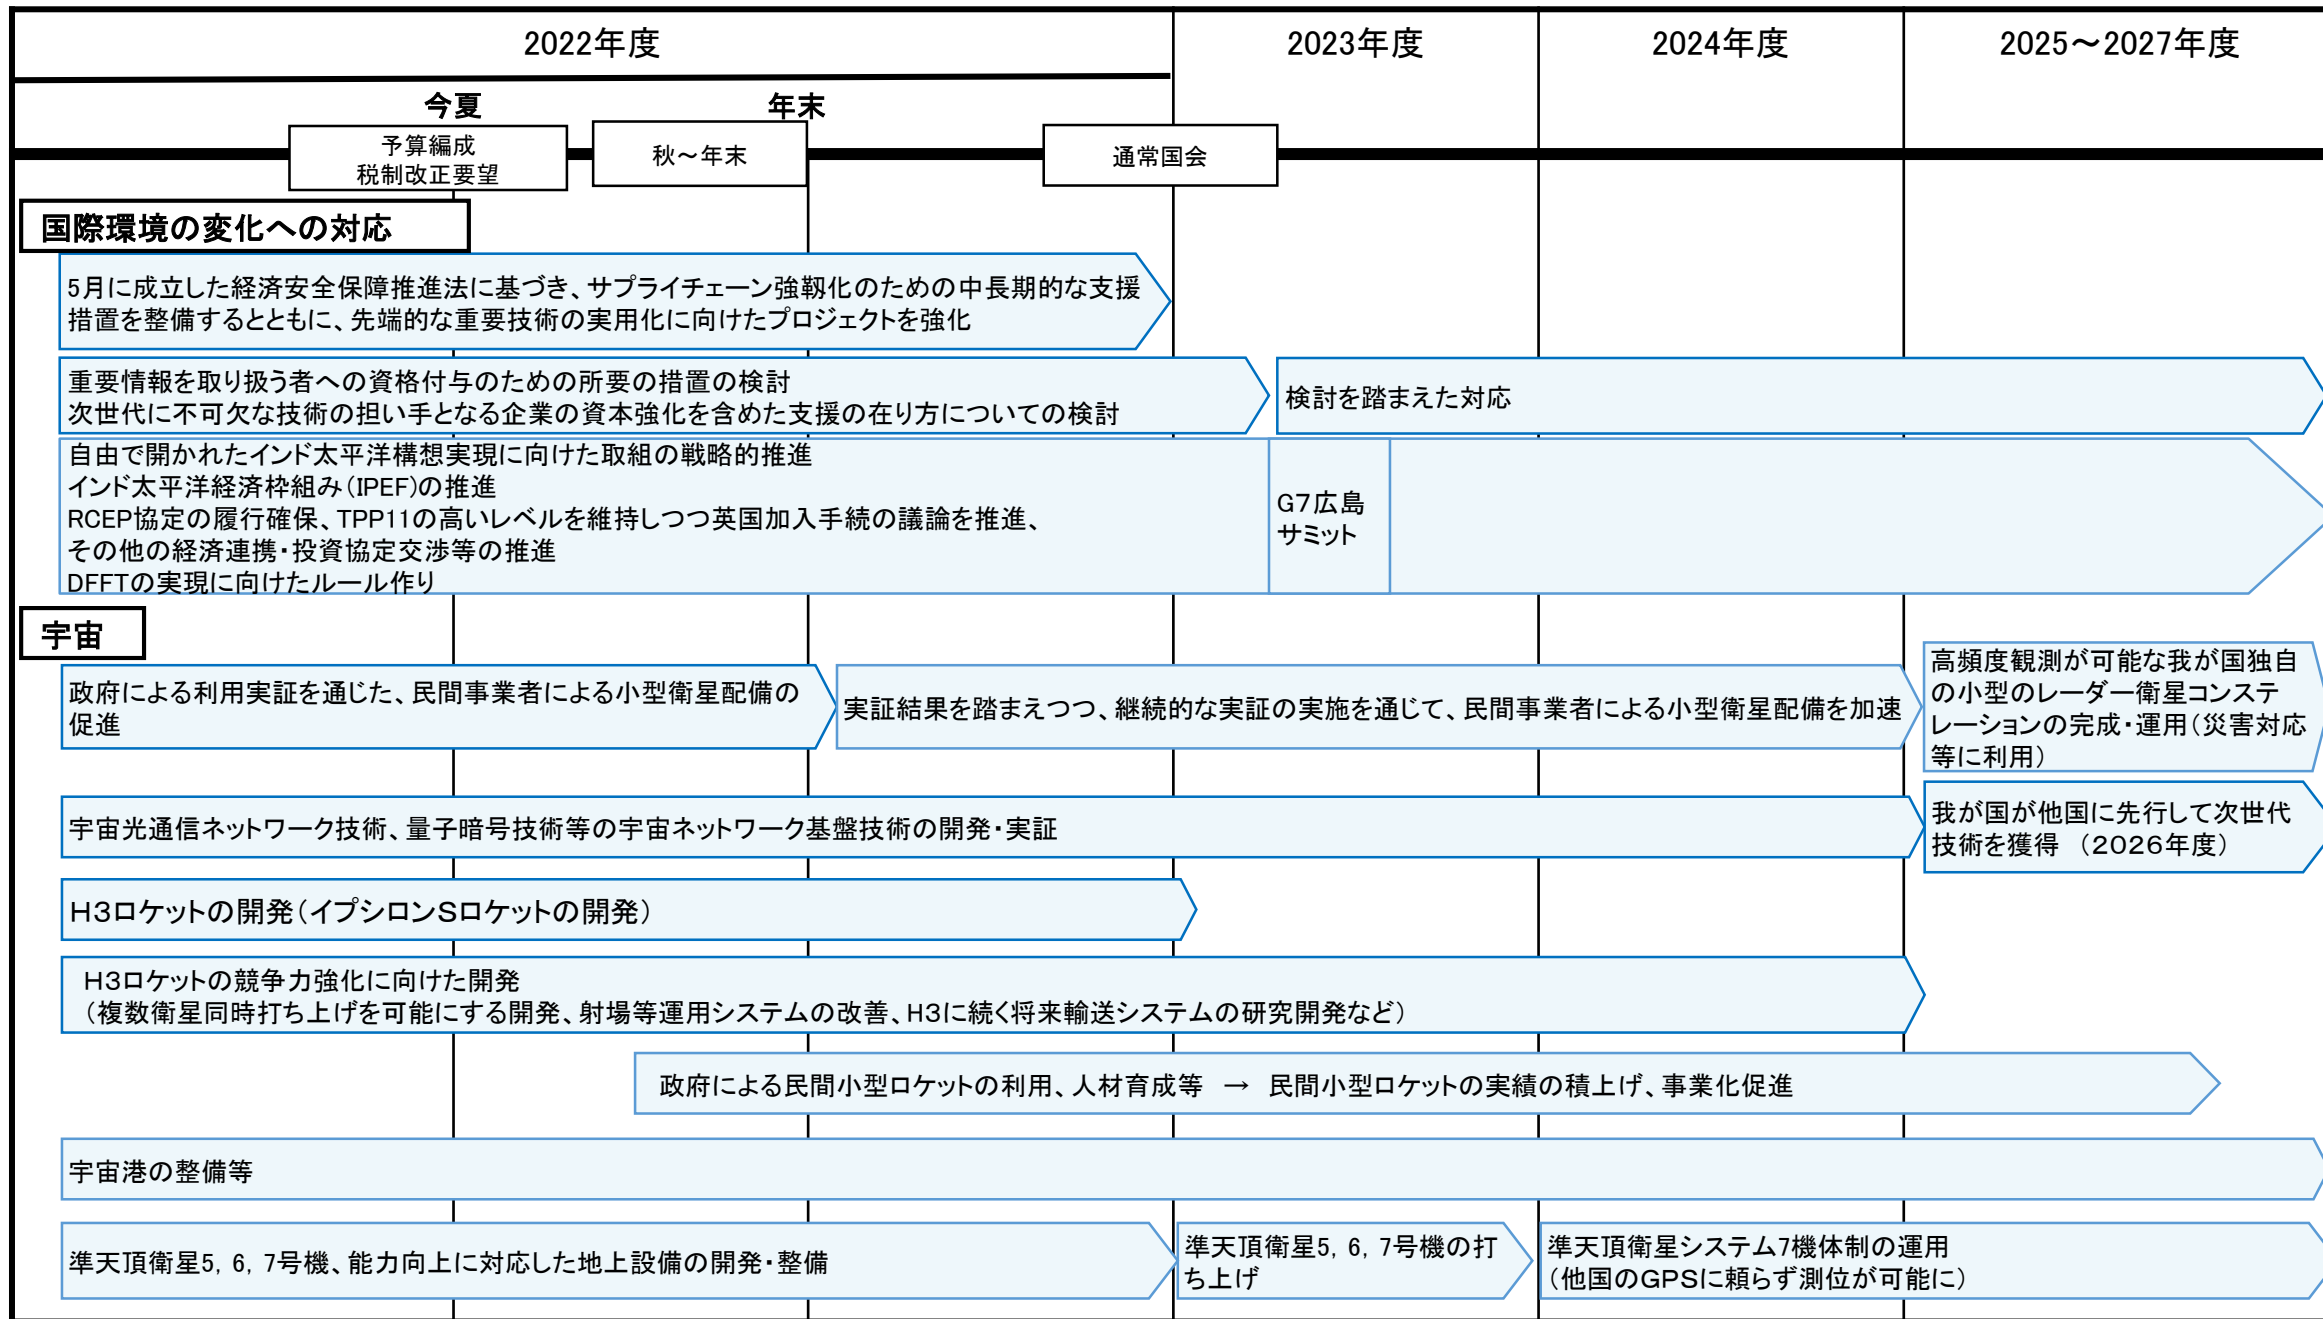 2022年度
2023年度
2024年度
2025～2027年度
今夏
年末
予算編成
税制改正要望
秋～年末
通常国会
国際環境の変化への対応
5月に成立した経済安全保障推進法に基づき、サプライチェーン強靱化のための中長期的な支援
措置を整備するとともに、先端的な重要技術の実用化に向けたプロジェクトを強化
重要情報を取り扱う者への資格付与のための所要の措置の検討
次世代に不可欠な技術の担い手となる企業の資本強化を含めた支援の在り方についての検討
検討を踏まえた対応
自由で開かれたインド太平洋構想実現に向けた取組の戦略的推進
インド太平洋経済枠組み（IPEF)の推進
RCEP協定の履行確保、TPP11の高いレベルを維持しつつ英国加入手続の議論を推進、
その他の経済連携・投資協定交渉等の推進
DFFTの実現に向けたルール作り
G7広島
サミット
宇宙
政府による利用実証を通じた、民間事業者による小型衛星配備の
促進
実証結果を踏まえつつ、継続的な実証の実施を通じて、民間事業者による小型衛星配備を加速
高頻度観測が可能な我が国独自
の小型のレーダー衛星コンステ
レーションの完成・運用（災害対応
等に利用）
宇宙光通信ネットワーク技術、量子暗号技術等の宇宙ネットワーク基盤技術の開発・実証
我が国が他国に先行して次世代
技術を獲得 （2026年度）
H3ロケットの開発（イプシロンSロケットの開発）
H3ロケットの競争力強化に向けた開発
（複数衛星同時打ち上げを可能にする開発、射場等運用システムの改善、H3に続く将来輸送システムの研究開発など）
政府による民間小型ロケットの利用、人材育成等 → 民間小型ロケットの実績の積上げ、事業化促進
宇宙港の整備等
準天頂衛星5，6，7号機、能力向上に対応した地上設備の開発・整備
準天頂衛星5，6，7号機の打
ち上げ
準天頂衛星システム7機体制の運用
（他国のGPSに頼らず測位が可能に）